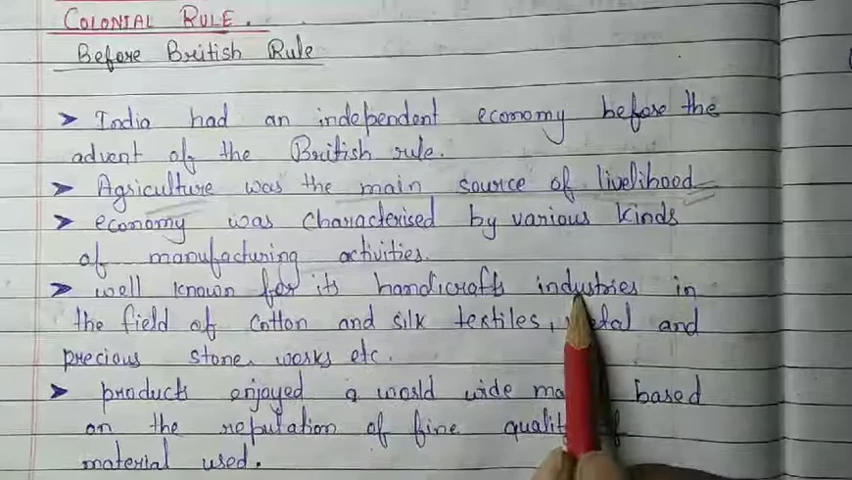 COLONIAL RULE.
Before British Rule
➤ India had an independent economy before the
advent of the British rule.
➤ Agriculture was the main source of livelihood
➤ economy was characterised by various kinds
of manufacturing activities.
➤ well known for its handicrafts industries in
the field of cotton and silk textiles, metal and
precious stone works etc.
➤ products enjoyed a world wide based
on the reputation of fine quality of
material used.